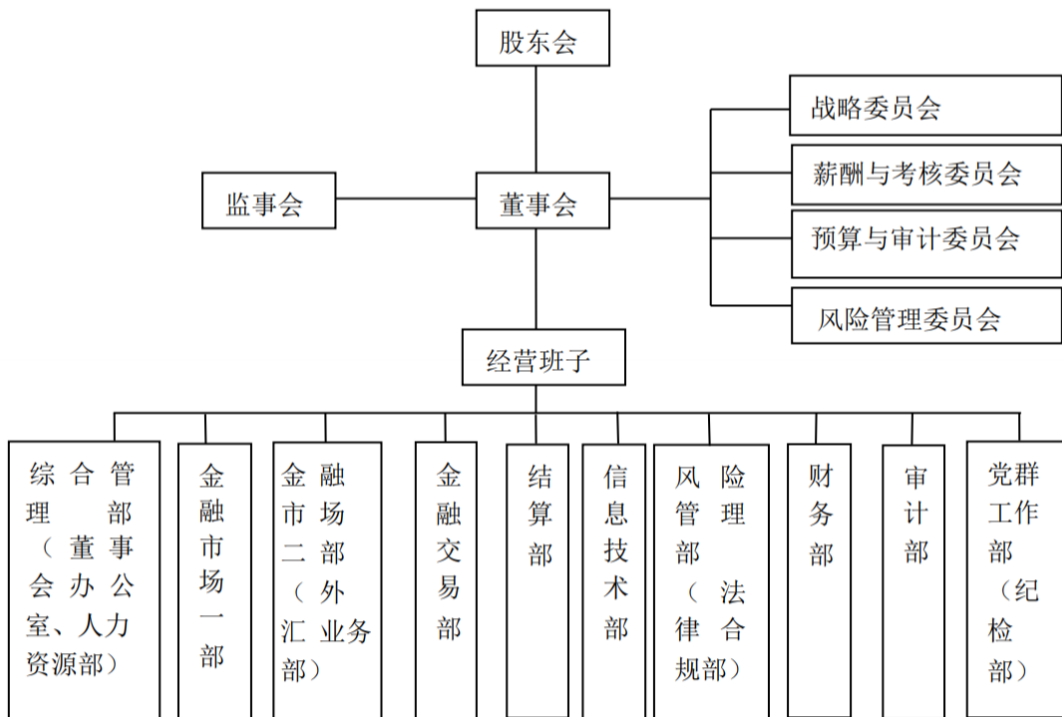 股东会
战略委员会
薪酬与考核委员会
监事会
董事会
预算与审计委员会
风险管理委员会
经营班子
综合管
理部
（董事
会办公
室、人力
资源部）
金
融
市
场
一
部
金融
市场
二部
（外
汇业务
部）
金
融
交
易
部
结
算
部
信
息
技
术
部
风险
管理
部
（法
律合
规部）
财
务
部
审
计
部
党群
工作
部
（纪
检
部）